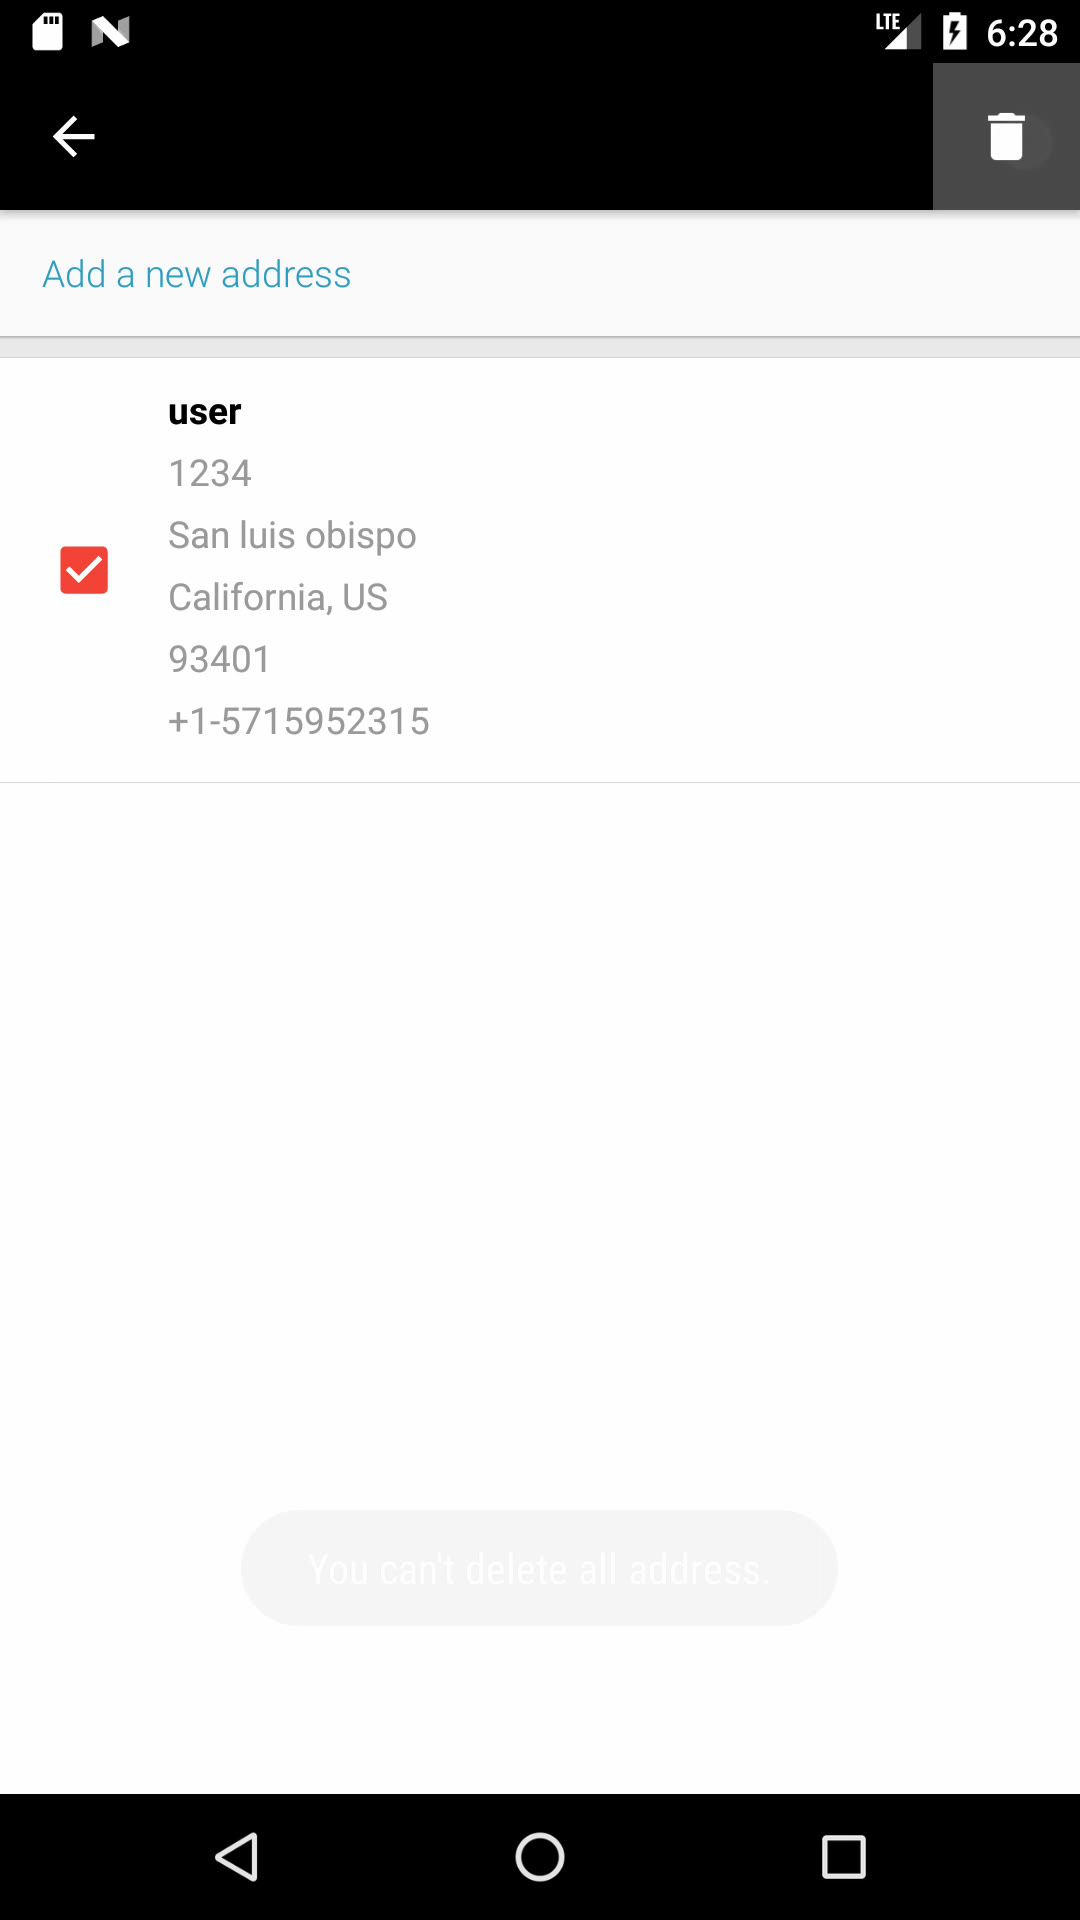 LTE 6:28
Add a new address
user
1234
San luis obispo
California, US
93401
+1-5715952315
You can't delete all address.